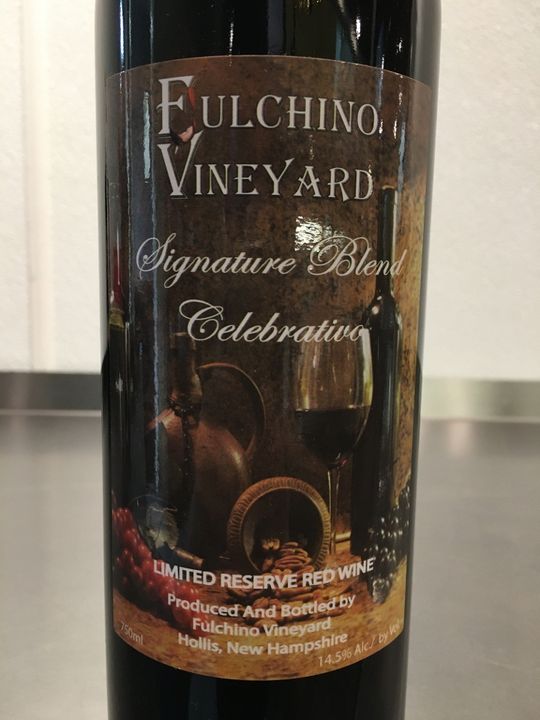 Fulchino
Vineyard
Signature Blend
Celebrativo
LIMITED RESERVE RED WINE
Produced And Bottled by
Fulchino Vineyard
Hollis, New Hampshire
750ml
14.5% Alc./ by Vol